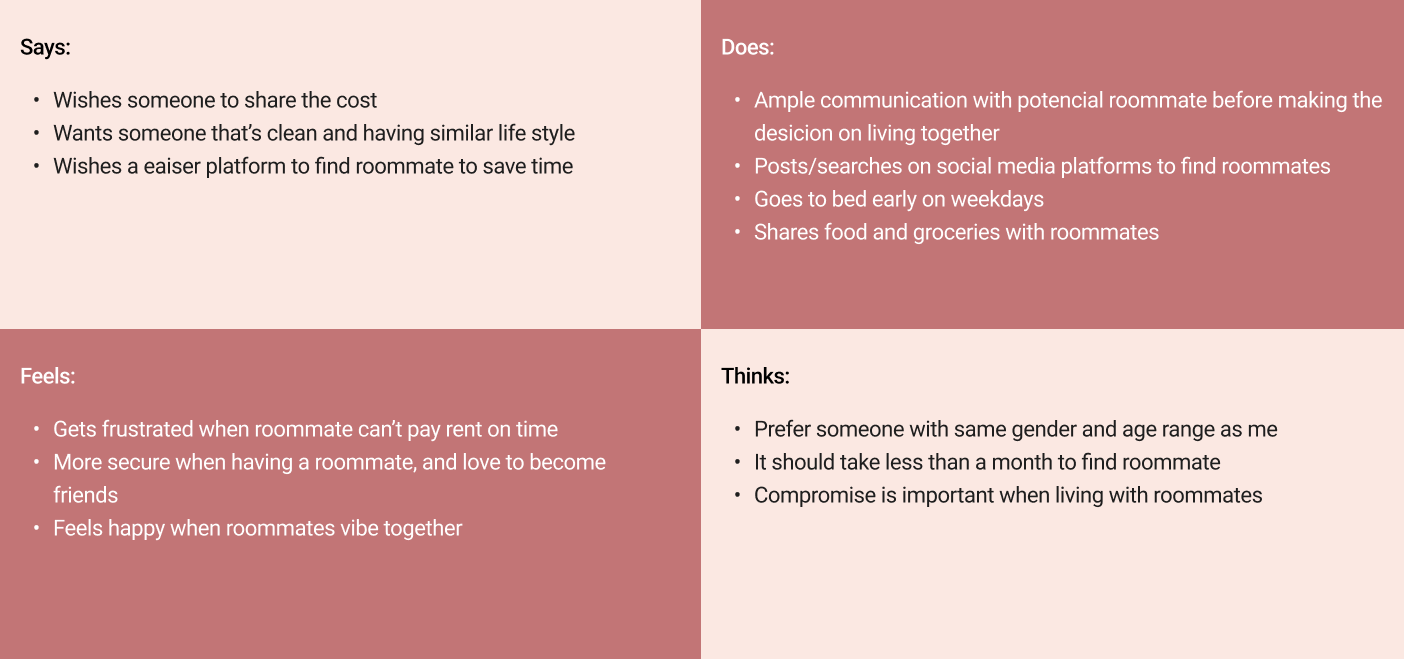 Says:
• Wishes someone to share the cost
• Wants someone that’s clean and having similar life style
• Wishes a eaiser platform to find roommate to save time
Does:
• Ample communication with potencial roommate before making the
desicion on living together
• Posts/searches on social media platforms to find roommates
• Goes to bed early on weekdays
• Shares food and groceries with roommates
Feels:
• Gets frustrated when roommate can’t pay rent on time
• More secure when having a roommate, and love to become
friends
• Feels happy when roommates vibe together
Thinks:
• Prefer someone with same gender and age range as me
• It should take less than a month to find roommate
• Compromise is important when living with roommates